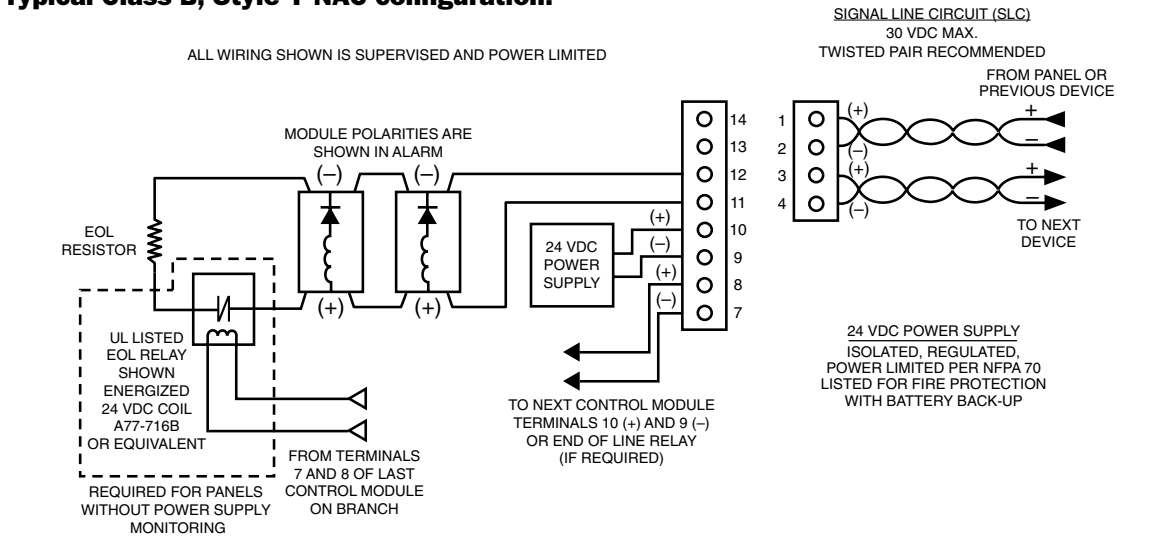 Typical Class B, Style Y NAC configuration:
SIGNAL LINE CIRCUIT (SLC)
30 VDC MAX.
TWISTED PAIR RECOMMENDED
ALL WIRING SHOWN IS SUPERVISED AND POWER LIMITED
FROM PANEL OR
PREVIOUS DEVICE
MODULE POLARITIES ARE
SHOWN IN ALARM
(–)
(–)
(+)
(+)
14
13
12
11
10
9
8
7
(+)
(–)
(+)
(–)
1
2
3
4
(+)
(–)
(+)
(–)
+
–
+
–
TO NEXT
DEVICE
EOL
RESISTOR
24 VDC
POWER
SUPPLY
UL LISTED
EOL RELAY
SHOWN
ENERGIZED
24 VDC COIL
A77-716B
OR EQUIVALENT
24 VDC POWER SUPPLY
ISOLATED, REGULATED,
POWER LIMITED PER NFPA 70
LISTED FOR FIRE PROTECTION
WITH BATTERY BACK-UP
TO NEXT CONTROL MODULE
TERMINALS 10 (+) AND 9 (–)
OR END OF LINE RELAY
(IF REQUIRED)
FROM TERMINALS
7 AND 8 OF LAST
CONTROL MODULE
ON BRANCH
REQUIRED FOR PANELS
WITHOUT POWER SUPPLY
MONITORING